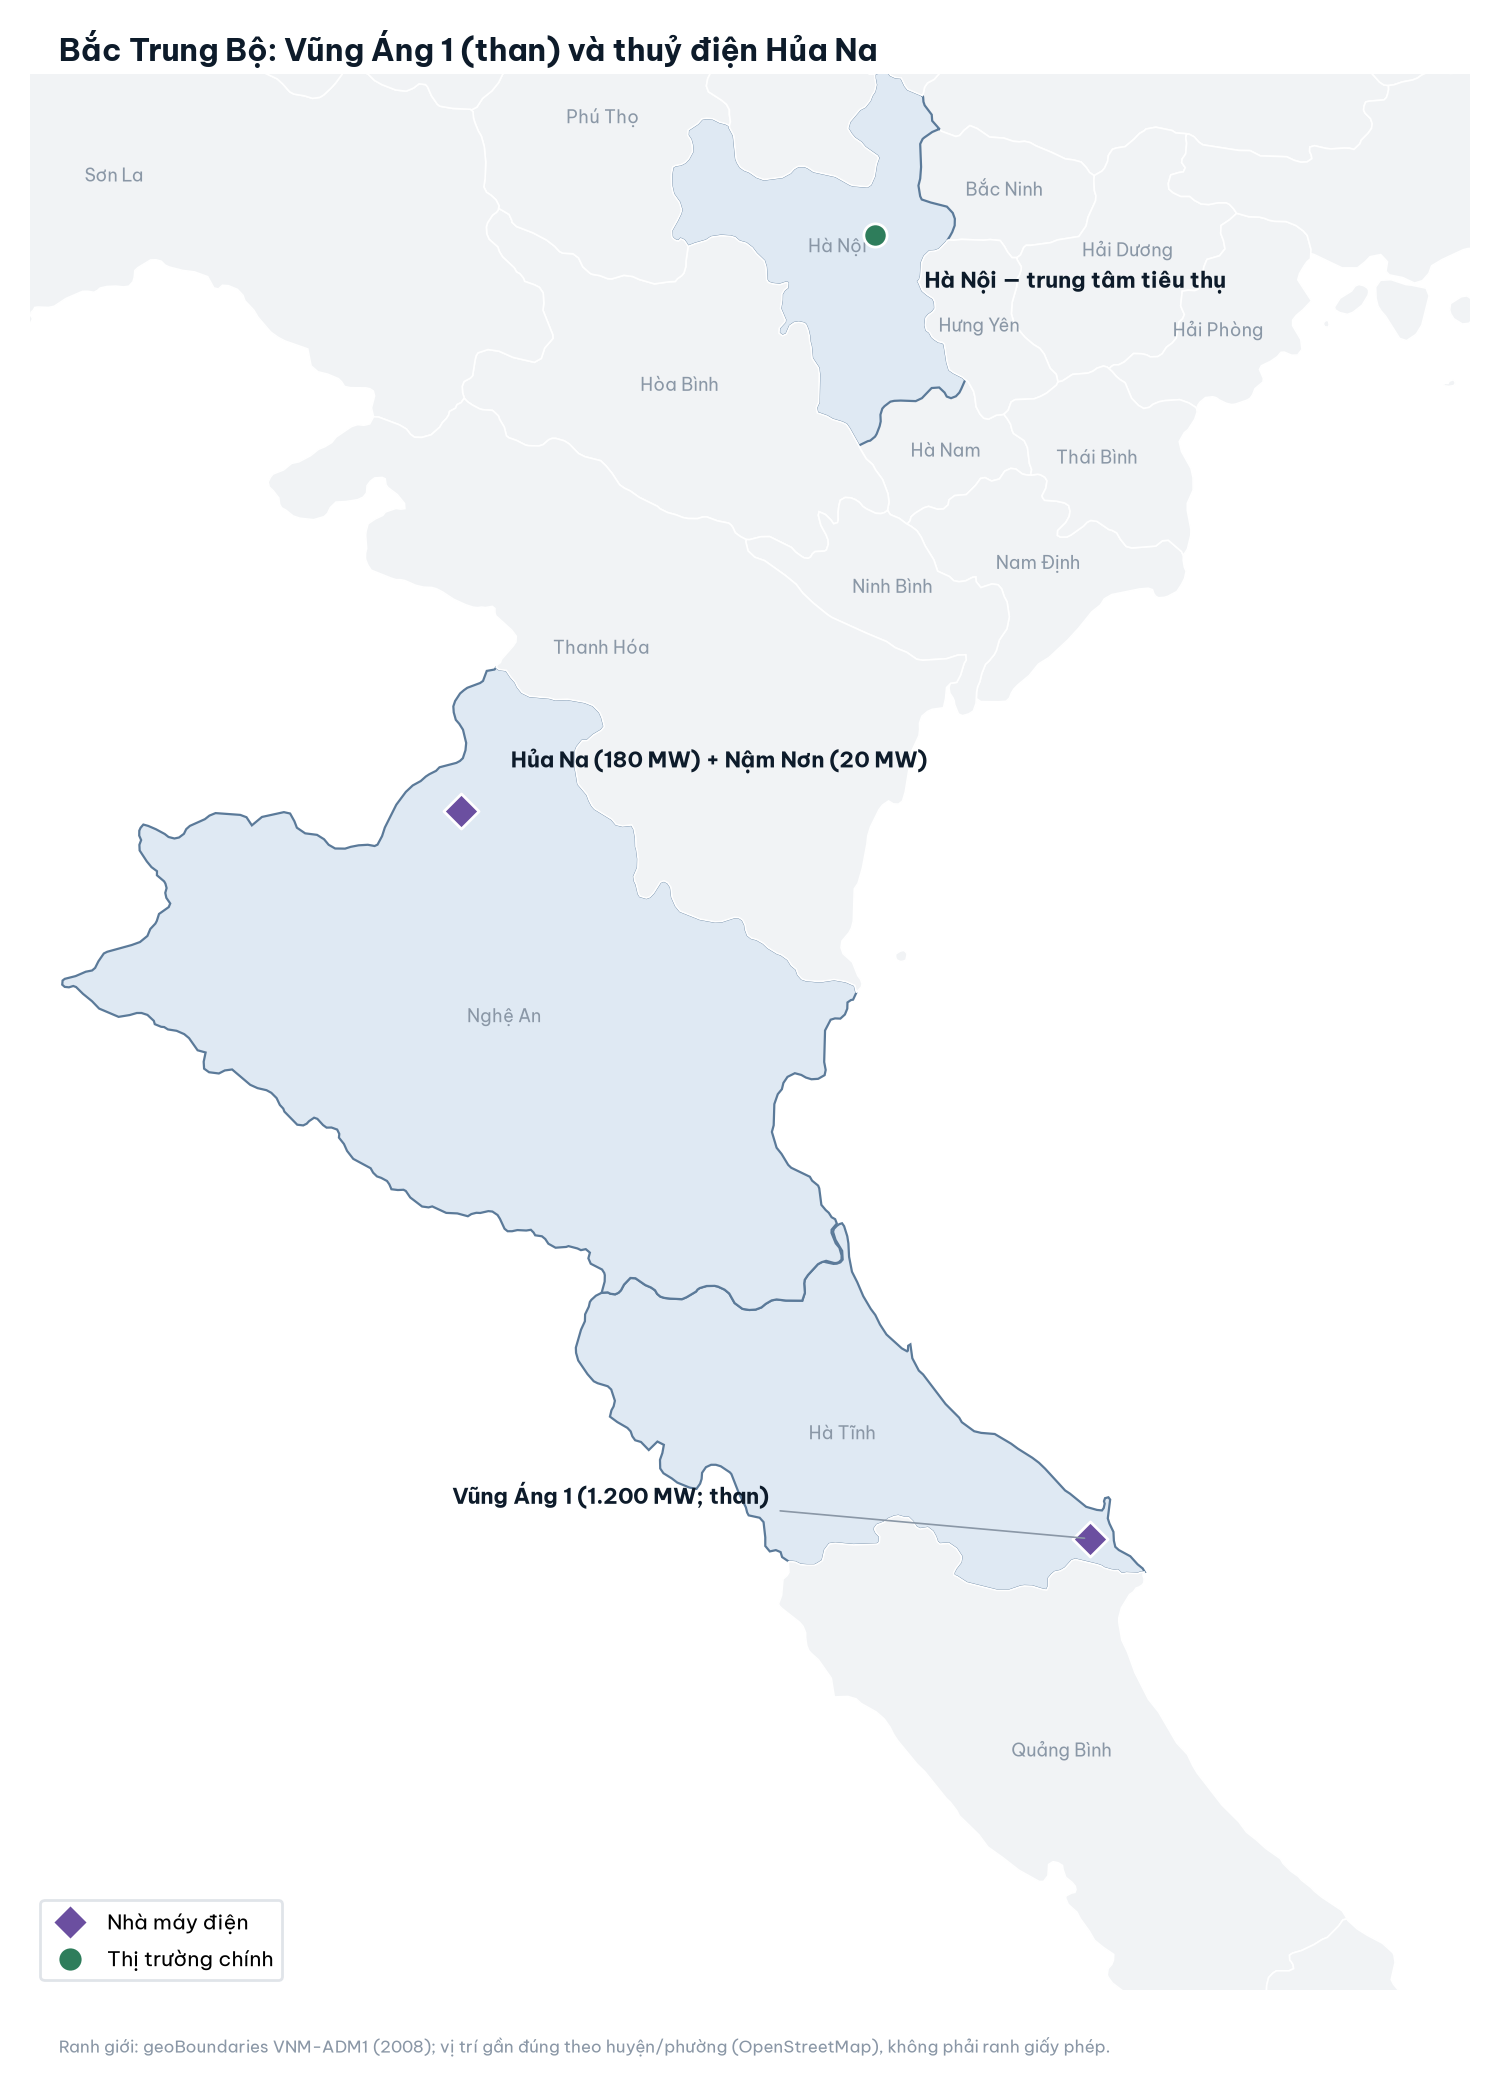 Bắc Trung Bộ: Vũng Áng 1 (than) và thuỷ điện Hủa Na
Phú Thọ
Sơn La
Bắc Ninh
Hà Nội
Hải Dương
Hà Nội — trung tâm tiêu thụ
Hưng Yên
Hải Phòng
Hòa Bình
Hà Nam
Thái Bình
Nam Định
Ninh Bình
Thanh Hóa
Hủa Na (180 MW) + Nậm Nơn (20 MW)
Nghệ An
Hà Tĩnh
Vũng Áng 1 (1.200 MW; than)
Quảng Bình
Nhà máy điện
Thị trường chính
Ranh giới: geoBoundaries VNM-ADM1 (2008); vị trí gần đúng theo huyện/phường (OpenStreetMap), không phải ranh giấy phép.